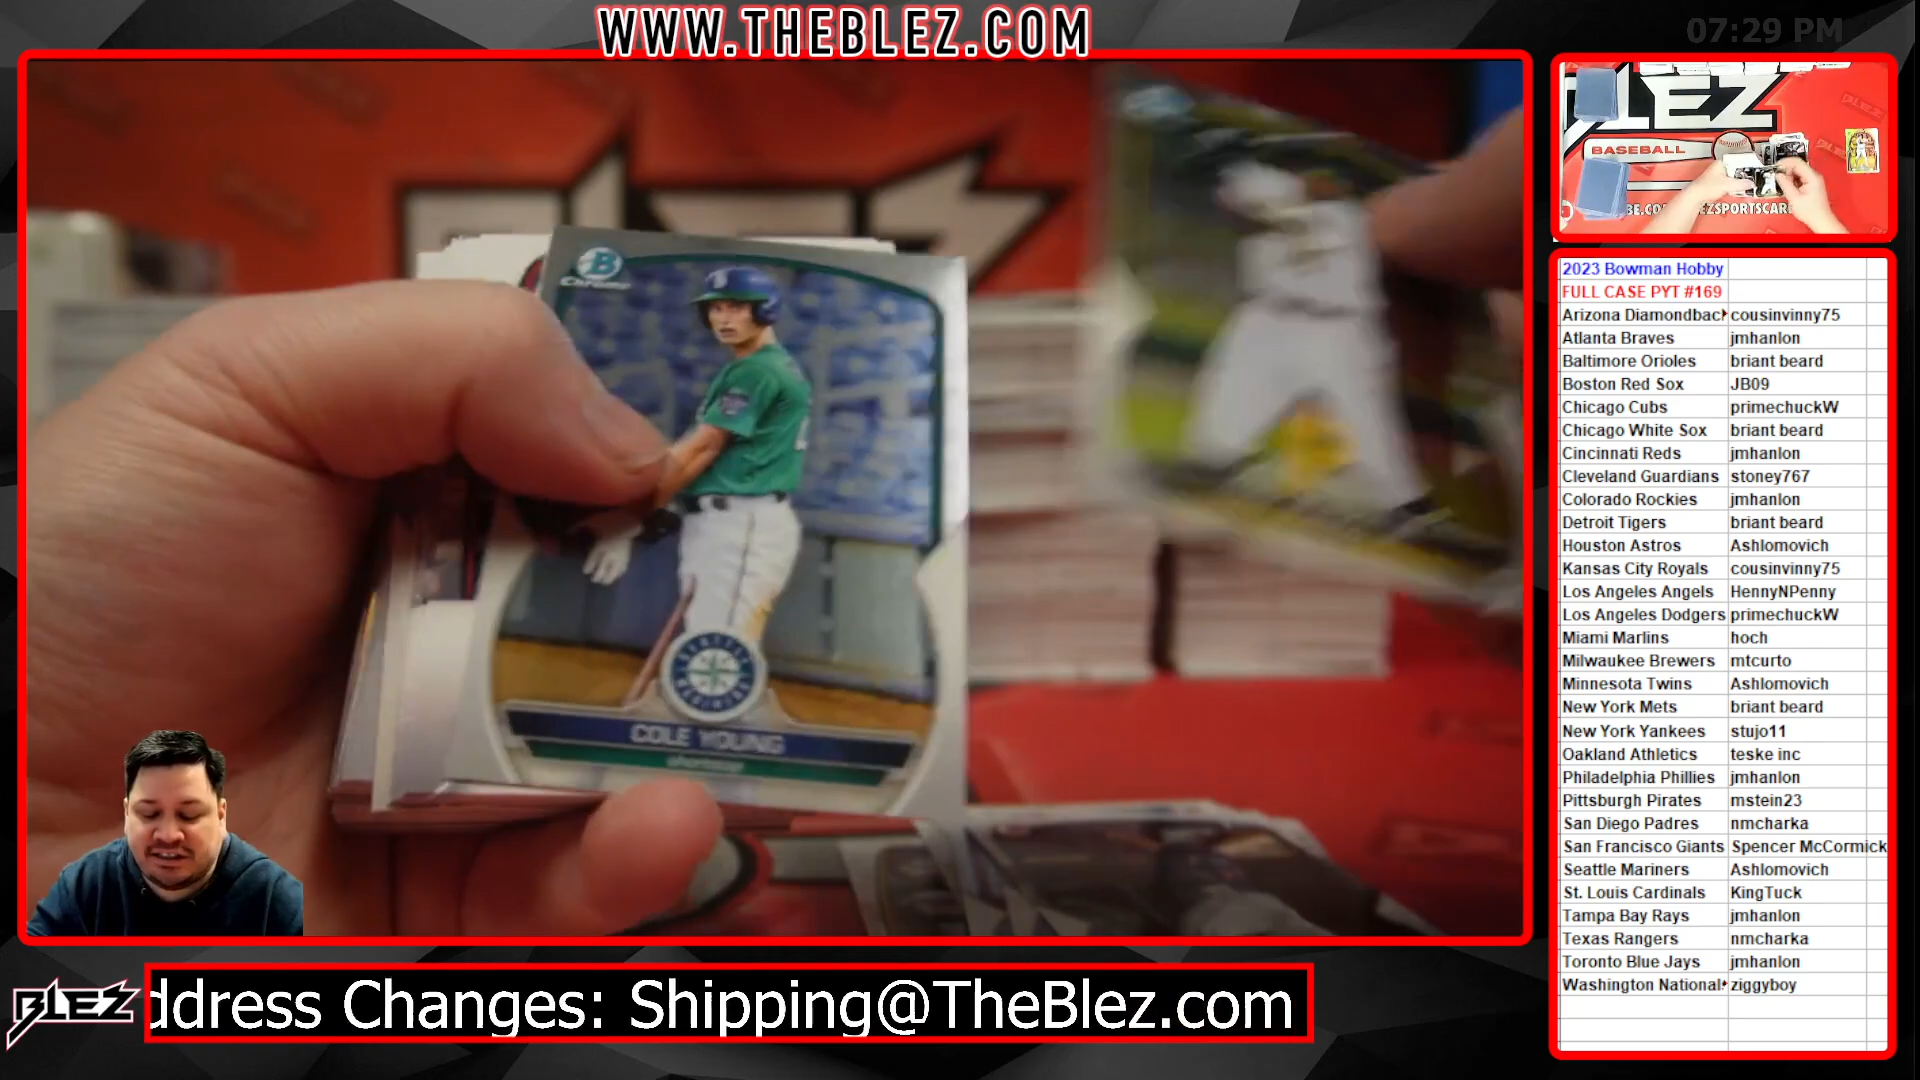 WWW.THEBLEZ.COM
07:29 PM
BLEZ
BASEBALL
B
Chrome
COLE YOUNG
2023 Bowman Hobby
FULL CASE PYT #169
Arizona Diamondback cousinvinny75
Atlanta Braves jmhanlon
Baltimore Orioles briant beard
Boston Red Sox JB09
Chicago Cubs primechuckW
Chicago White Sox briant beard
Cincinnati Reds jmhanlon
Cleveland Guardians stoney767
Colorado Rockies jmhanlon
Detroit Tigers briant beard
Houston Astros Ashlomovich
Kansas City Royals cousinvinny75
Los Angeles Angels HennyNPenny
Los Angeles Dodgers primechuckW
Miami Marlins hoch
Milwaukee Brewers mtcurto
Minnesota Twins Ashlomovich
New York Mets briant beard
New York Yankees stujo11
Oakland Athletics teske inc
Philadelphia Phillies jmhanlon
Pittsburgh Pirates mstein23
San Diego Padres nmcharka
San Francisco Giants Spencer McCormick
Seattle Mariners Ashlomovich
St. Louis Cardinals KingTuck
Tampa Bay Rays jmhanlon
Texas Rangers nmcharka
Toronto Blue Jays jmhanlon
Washington National ziggyboy
BLEZ
ddress Changes: Shipping@TheBlez.com